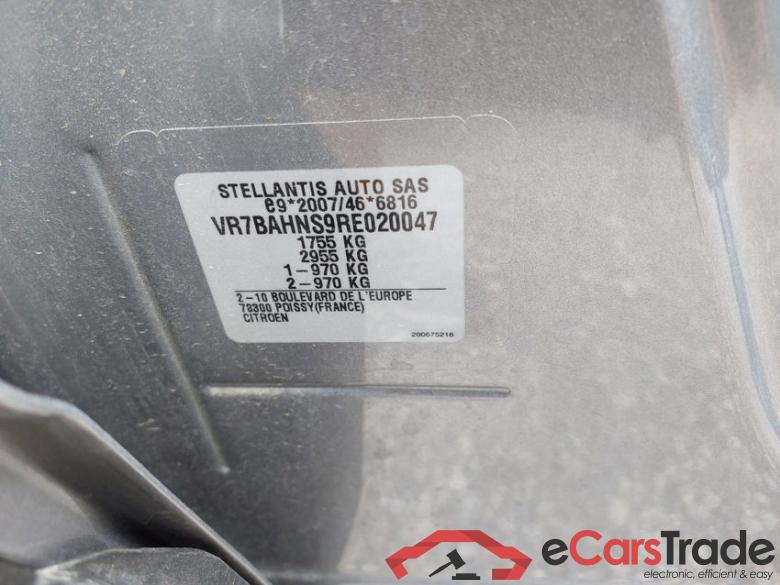 STELLANTIS AUTO SAS
e9*2007/46*6816
VR7BAHNS9RE020047
1755 KG
2955 KG
1-970 KG
2-970 KG
2-10 BOULEVARD DE L'EUROPE
78300 POISSY(FRANCE)
CITROEN
200675216
eCarsTrade
electronic, efficient & easy